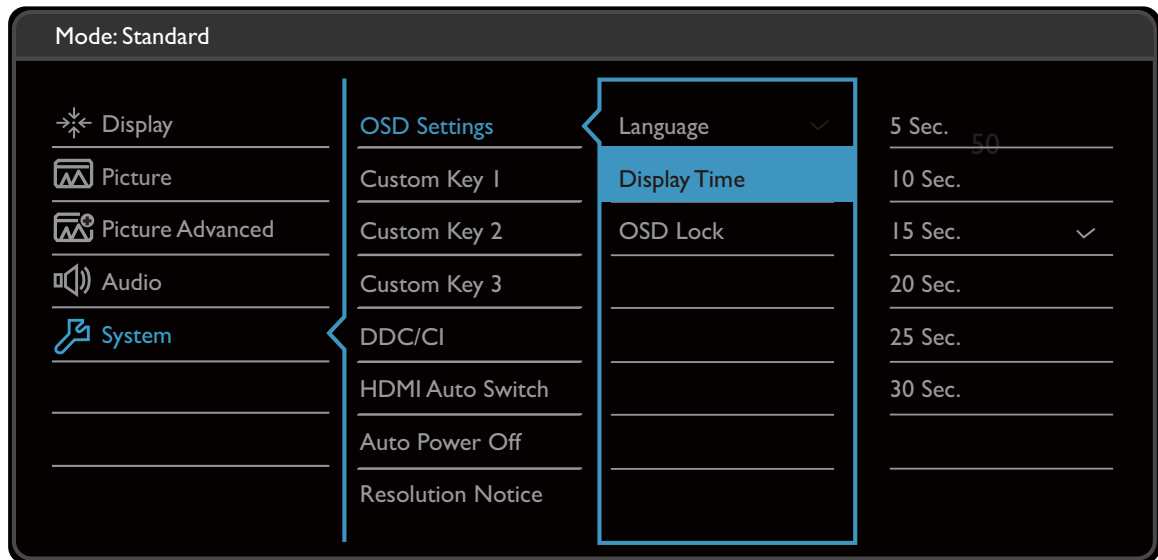 Mode: Standard
Display
Picture
Picture Advanced
Audio
System
OSD Settings
Custom Key 1
Custom Key 2
Custom Key 3
DDC/CI
HDMI Auto Switch
Auto Power Off
Resolution Notice
Language
Display Time
OSD Lock
5 Sec.
50
10 Sec.
15 Sec.
20 Sec.
25 Sec.
30 Sec.